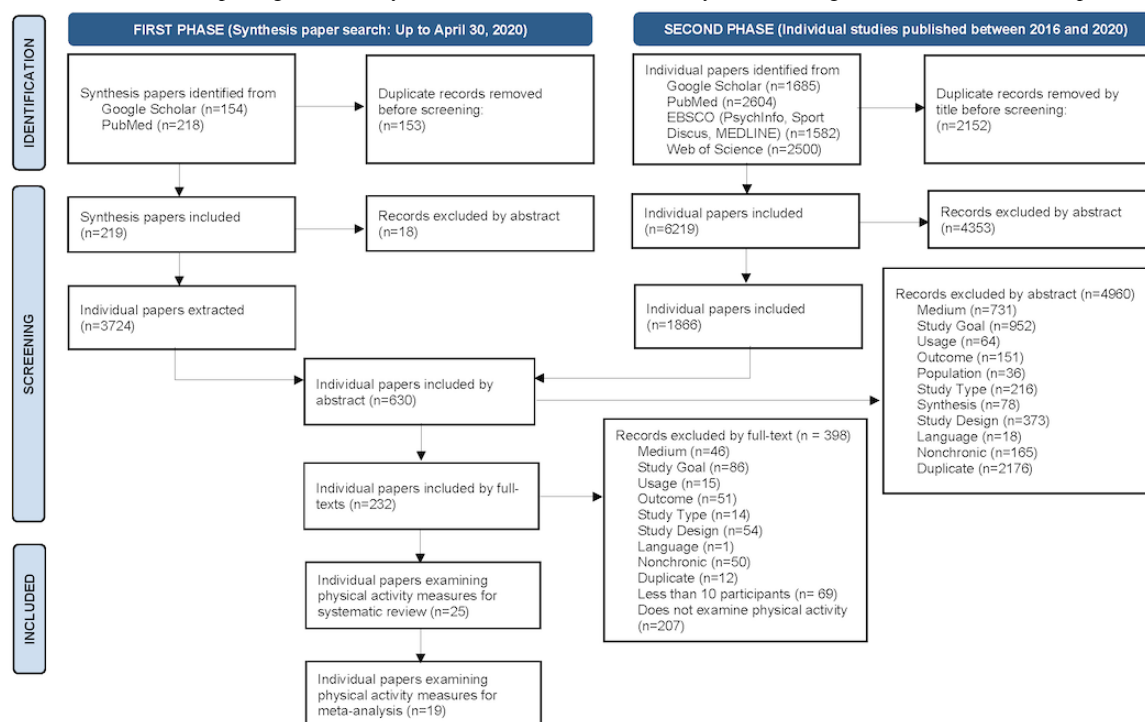 FIRST PHASE (Synthesis paper search: Up to April 30, 2020)
SECOND PHASE (Individual studies published between 2016 and 2020)
IDENTIFICATION
Synthesis papers identified from
Google Scholar (n=154)
PubMed (n=218)
Duplicate records removed
before screening:
(n=153)
Individual papers identified from
Google Scholar (n=1685)
PubMed (n=2604)
EBSCO (PsychInfo, Sport
Discus, MEDLINE) (n=1582)
Web of Science (n=2500)
Duplicate records removed by
title before screening:
(n=2152)
SCREENING
Synthesis papers included
(n=219)
Records excluded by abstract
(n=18)
Individual papers included
(n=6219)
Records excluded by abstract
(n=4353)
Individual papers extracted
(n=3724)
Individual papers included
(n=1866)
Records excluded by abstract (n=4960)
Medium (n=731)
Study Goal (n=952)
Usage (n=64)
Outcome (n=151)
Population (n=36)
Study Type (n=216)
Synthesis (n=78)
Study Design (n=373)
Language (n=18)
Nonchronic (n=165)
Duplicate (n=2176)
Individual papers included by
abstract (n=630)
Individual papers included by full-
texts (n=232)
Records excluded by full-text (n = 398)
Medium (n=46)
Study Goal (n=86)
Usage (n=15)
Outcome (n=51)
Study Type (n=14)
Study Design (n=54)
Language (n=1)
Nonchronic (n=50)
Duplicate (n=12)
Less than 10 participants (n= 69)
Does not examine physical activity
(n=207)
INCLUDED
Individual papers examining
physical activity measures for
systematic review (n=25)
Individual papers examining
physical activity measures for
meta-analysis (n=19)